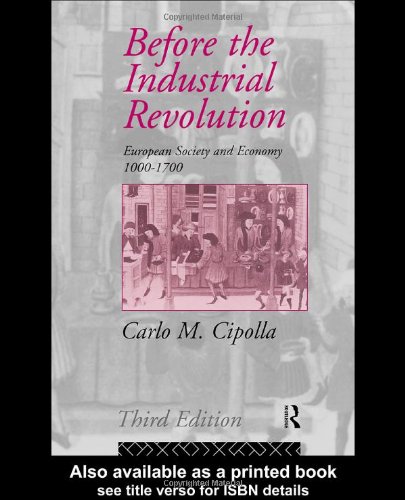 Copyrighted Material
Before the
Industrial
Revolution
European Society and Economy
1000-1700
Carlo M. Cipolla
Third Edition
Copyrighted Material
Also available as a printed book
see title verso for ISBN details